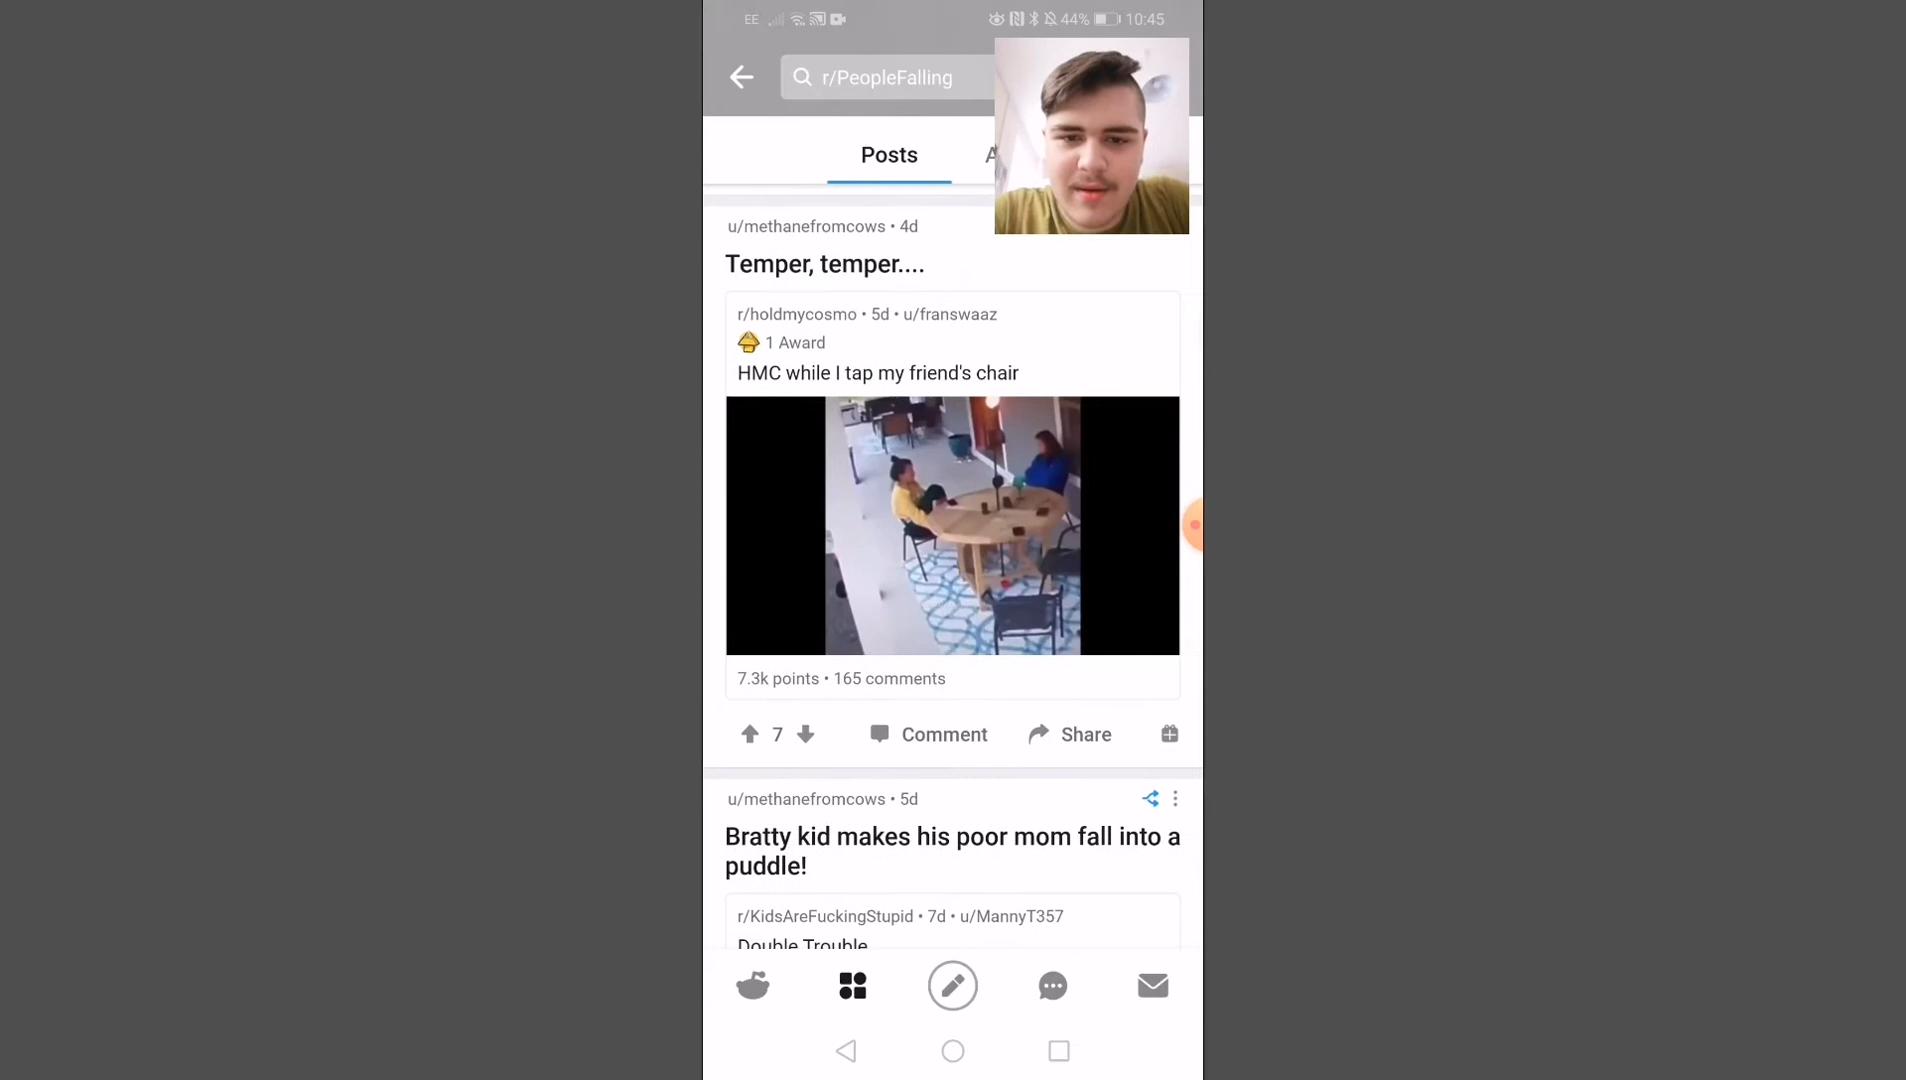 EE 44% 10:45
r/PeopleFalling
Posts
u/methanefromcows • 4d
Temper, temper....
r/holdmycosmo • 5d • u/franswaaz
1 Award
HMC while I tap my friend's chair
7.3k points • 165 comments
7 Comment Share
u/methanefromcows • 5d
Bratty kid makes his poor mom fall into a
puddle!
r/KidsAreFuckingStupid • 7d • u/MannyT357
Double Trouble